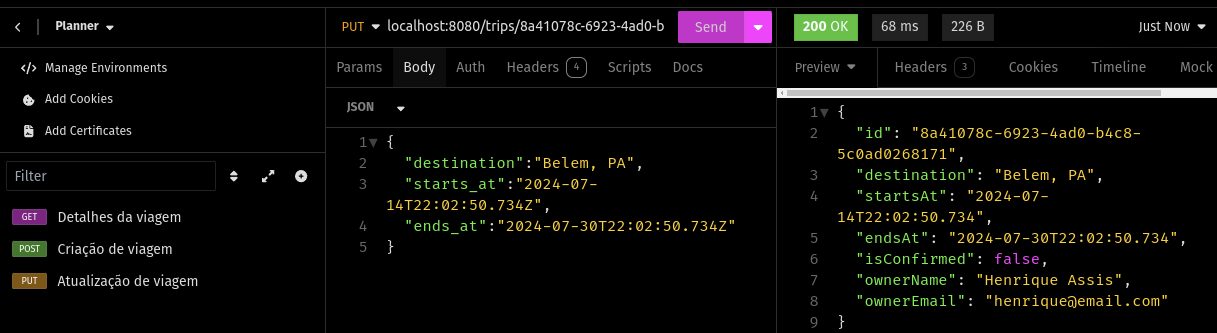 Planner
Manage Environments
Add Cookies
Add Certificates
Filter
GET Detalhes da viagem
POST Criação de viagem
PUT Atualização de viagem
PUT localhost:8080/trips/8a41078c-6923-4ad0-b Send
Params Body Auth Headers 4 Scripts Docs
JSON
1 {
2 "destination":"Belem, PA",
3 "starts_at":"2024-07-
14T22:02:50.734Z",
4 "ends_at":"2024-07-30T22:02:50.734Z"
5 }
200 OK 68 ms 226 B Just Now
Preview Headers 3 Cookies Timeline Mock
1 {
2 "id": "8a41078c-6923-4ad0-b4c8-
5c0ad0268171",
3 "destination": "Belem, PA",
4 "startsAt": "2024-07-
14T22:02:50.734",
5 "endsAt": "2024-07-30T22:02:50.734",
6 "isConfirmed": false,
7 "ownerName": "Henrique Assis",
8 "ownerEmail": "henrique@email.com"
9 }